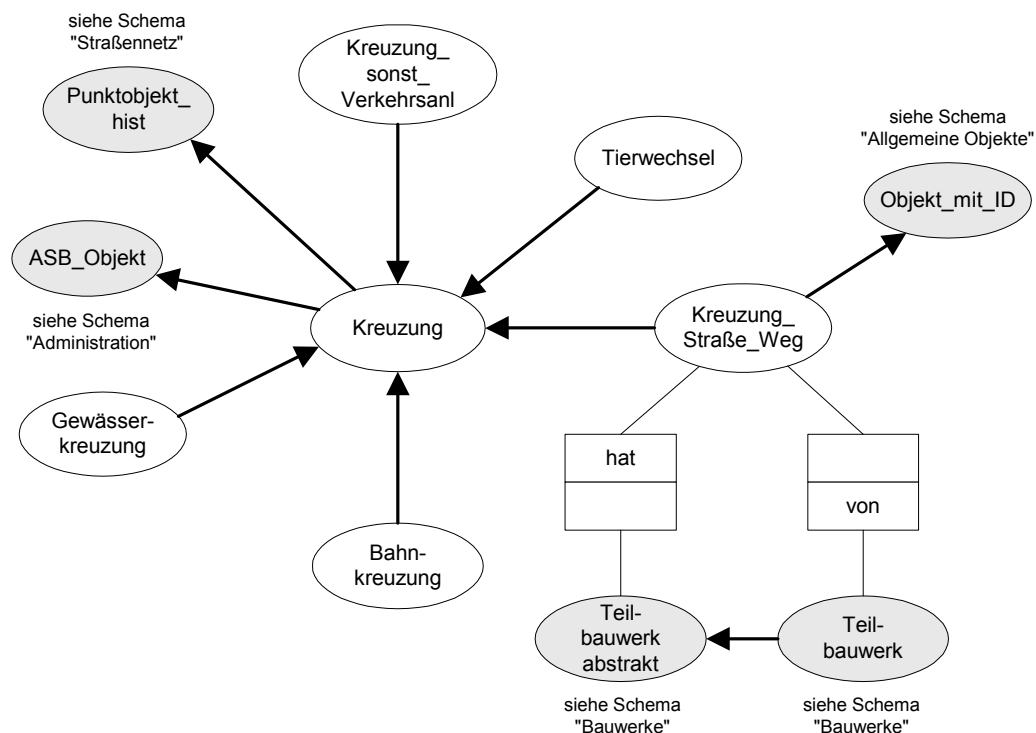 siehe Schema
"Straßennetz"
Punktobjekt_
hist
Kreuzung_
sonst_
Verkehrsanl
Tierwechsel
siehe Schema
"Allgemeine Objekte"
Objekt_mit_ID
ASB_Objekt
siehe Schema
"Administration"
Kreuzung
Kreuzung_
Straße_Weg
Gewässer-
kreuzung
Bahn-
kreuzung
hat
von
Teil-
bauwerk
abstrakt
siehe Schema
"Bauwerke"
Teil-
bauwerk
siehe Schema
"Bauwerke"